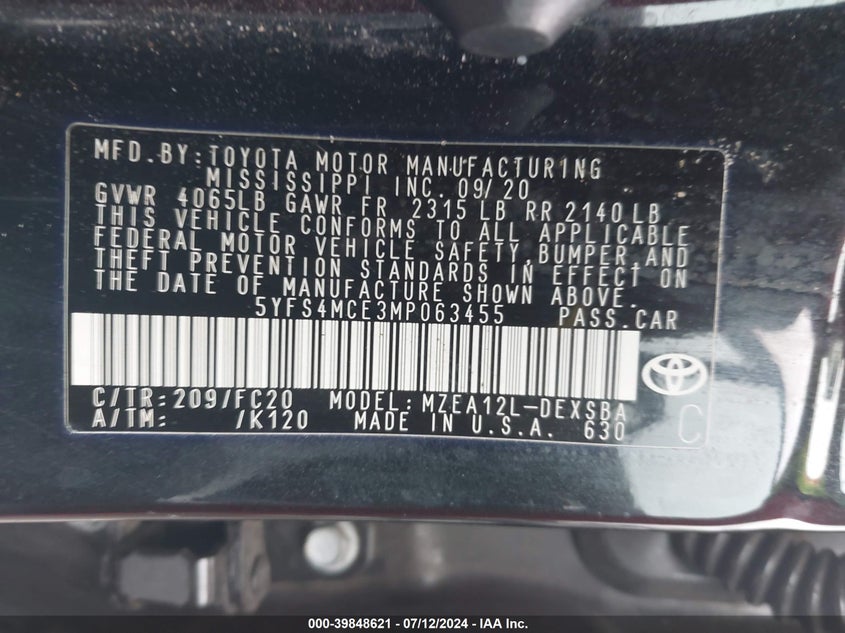 MFD.BY:TOYOTA MOTOR MANUFACTURING
MISSISSIPPI INC. 09/20
GVWR 4065LB GAWR FR 2315 LB RR 2140 LB
THIS VEHICLE CONFORMS TO ALL APPLICABLE
FEDERAL MOTOR VEHICLE SAFETY,BUMPER,AND
THEFT PREVENTION STANDARDS IN EFFECT ON
THE DATE OF MANUFACTURE SHOWN ABOVE.
5YFS4MCE3MP063455 PASS.CAR
C/TR:209/FC20 MODEL:MZEA12L-DEXSBA
A/TM: /K120 MADE IN U.S.A. 630
C
000-39848621 - 07/12/2024 - IAA Inc.